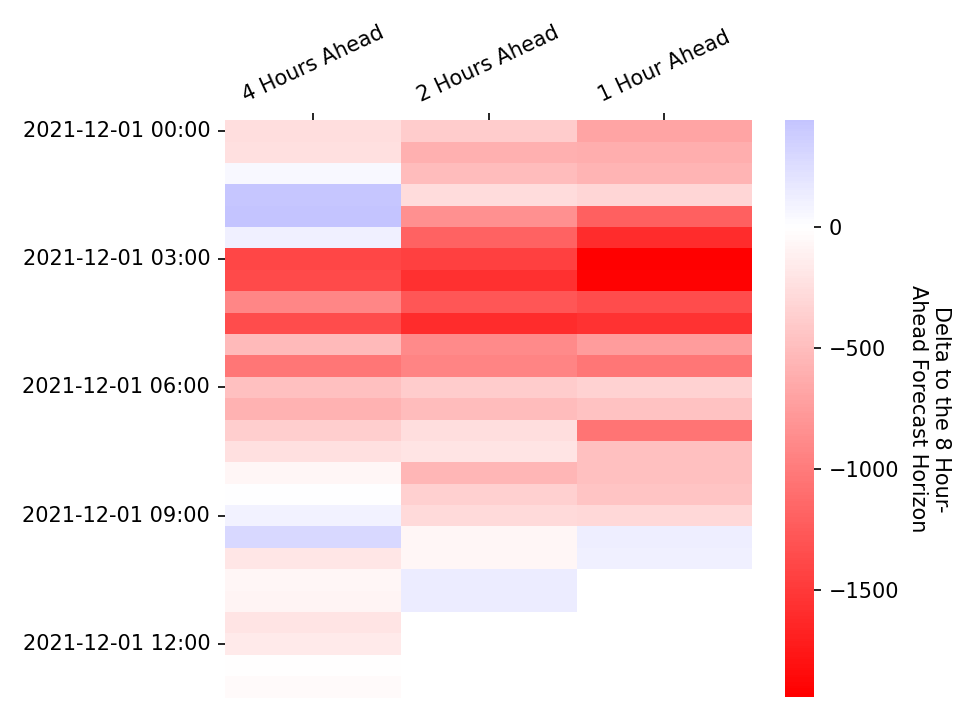 4 Hours Ahead
2 Hours Ahead
1 Hour Ahead
2021-12-01 00:00
2021-12-01 03:00
2021-12-01 06:00
2021-12-01 09:00
2021-12-01 12:00
0
−500
−1000
−1500
Delta to the 8 Hour-
Ahead Forecast Horizon